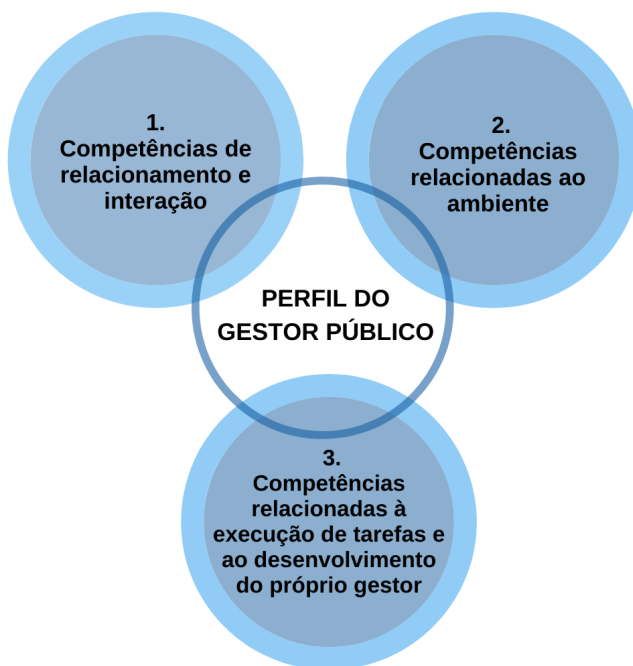 1.
Competências de
relacionamento e
interação
2.
Competências
relacionadas ao
ambiente
PERFIL DO
GESTOR PÚBLICO
3.
Competências
relacionadas à
execução de tarefas e
ao desenvolvimento
do próprio gestor